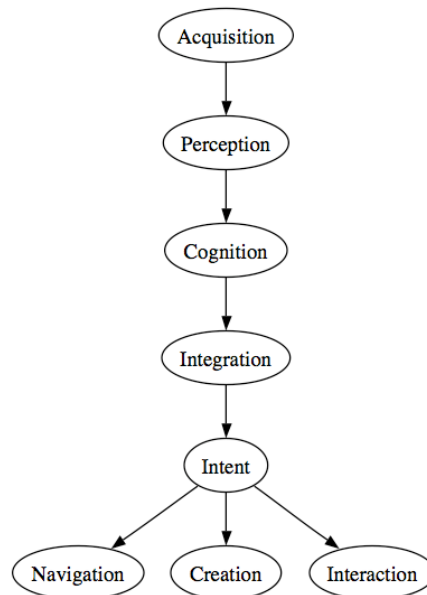 Acquisition
Perception
Cognition
Integration
Intent
Navigation
Creation
Interaction